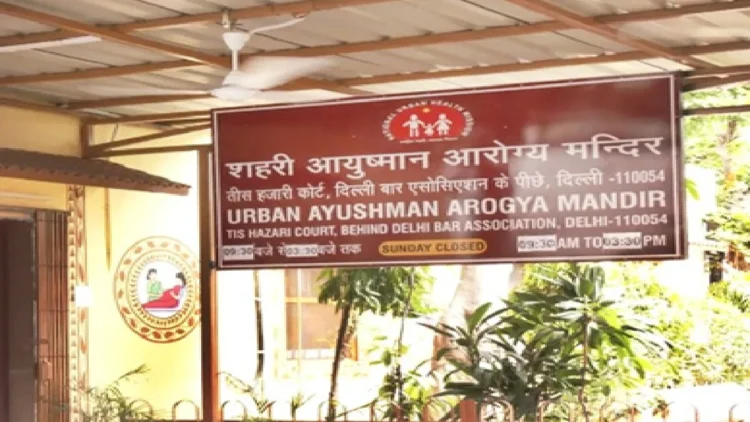 NATIONAL URBAN HEALTH MISSION
शहरी आयुष्मान आरोग्य मन्दिर
तीस हजारी कोर्ट, दिल्ली बार एसोसिएशन के पीछे, दिल्ली -110054
URBAN AYUSHMAN AROGYA MANDIR
TIS HAZARI COURT, BEHIND DELHI BAR ASSOCIATION, DELHI-110054
09:30 बजे से 03:30 बजे तक SUNDAY CLOSED 09:30 AM TO 03:30 PM